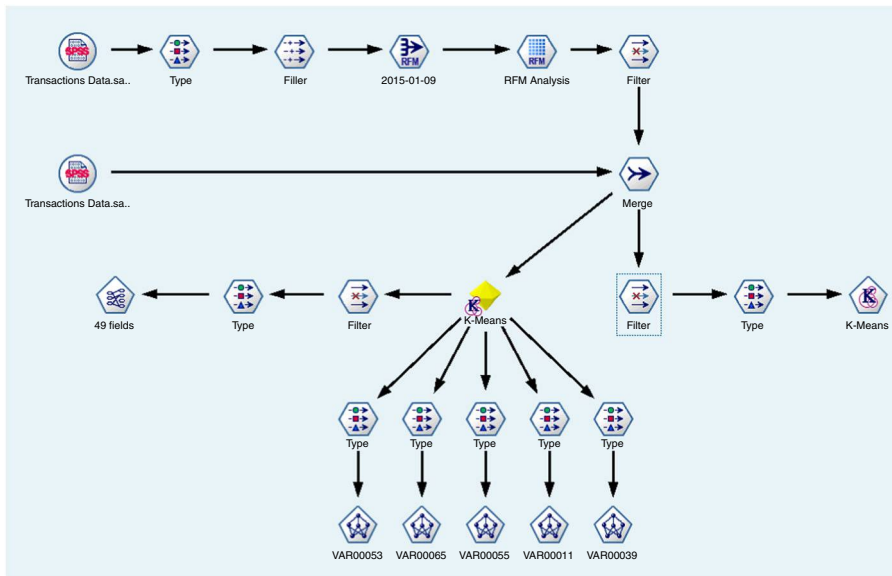 SPSS
RFM
RFM
Transactions Data.sa..
Type
Filler
2015-01-09
RFM Analysis
Filter
SPSS
Transactions Data.sa..
Merge
K
K
49 fields
Type
Filter
K-Means
Filter
Type
K-Means
Type
Type
Type
Type
Type
VAR00053
VAR00065
VAR00055
VAR00011
VAR00039